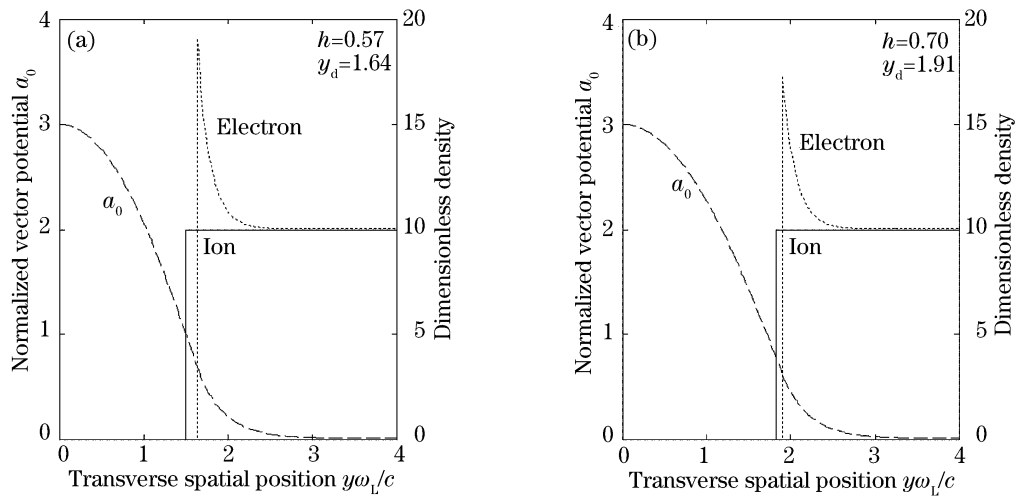 (a)
h=0.57
y_d=1.64
Electron
a_0
Ion
4
3
2
1
0
20
15
10
5
0
0 1 2 3 4
Normalized vector potential a_0
Dimensionless density
Transverse spatial position yω_L/c
(b)
h=0.70
y_d=1.91
Electron
a_0
Ion
4
3
2
1
0
20
15
10
5
0
0 1 2 3 4
Normalized vector potential a_0
Dimensionless density
Transverse spatial position yω_L/c